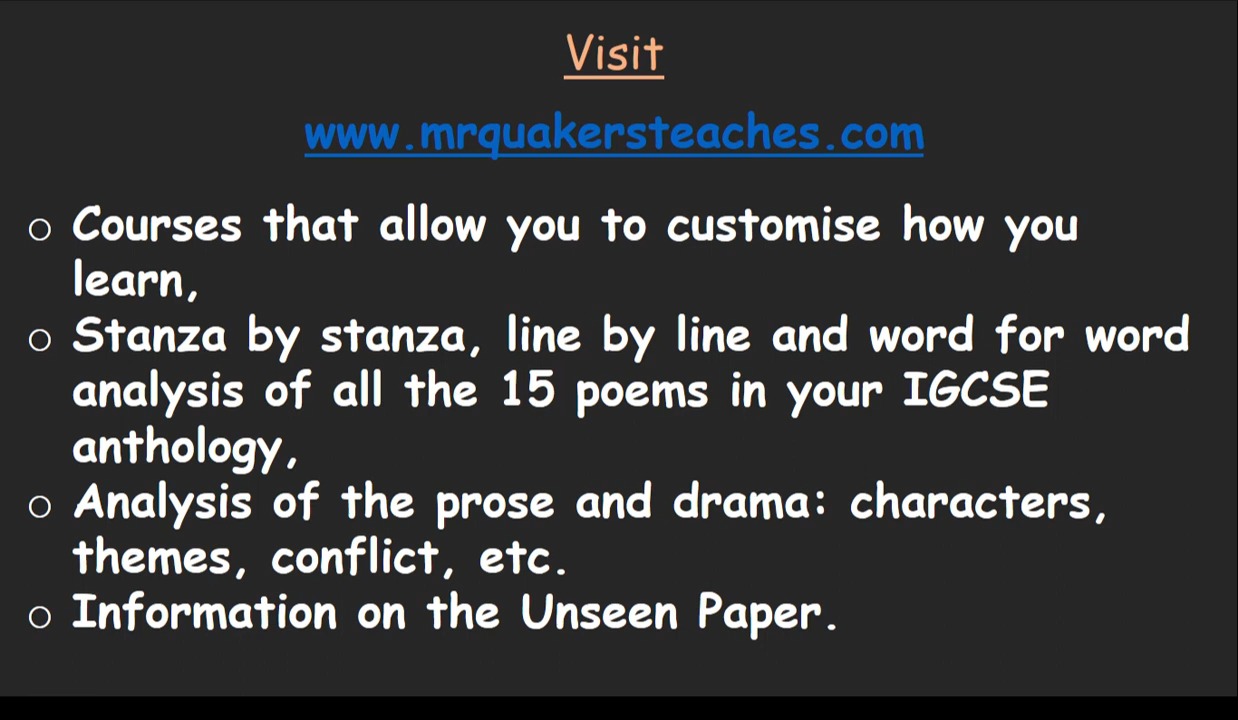 Visit
www.mrquakersteaches.com
○ Courses that allow you to customise how you
learn,
○ Stanza by stanza, line by line and word for word
analysis of all the 15 poems in your IGCSE
anthology,
○ Analysis of the prose and drama: characters,
themes, conflict, etc.
○ Information on the Unseen Paper.